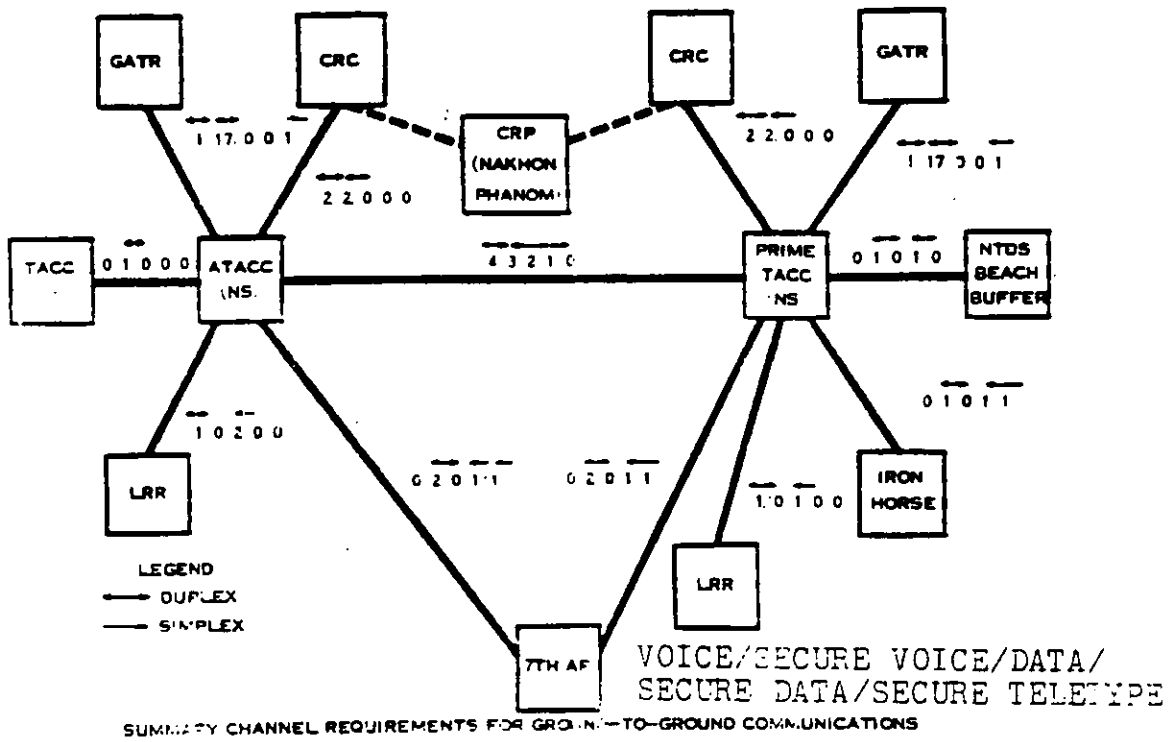 GATR
CRC
CRC
GATR
CRP
(NAKHON
PHANOM)
1 17 0 0 1
2 2 0 0 0
2 2 0 0 0
1 17 0 0 1
TACC
0 1 0 0 0
ATACC
(NS)
4 3 2 1 0
PRIME
TACC
NS
0 1 0 1 0
NTDS
BEACH
BUFFER
1 0 2 0 0
LRR
0 2 0 1 1
0 2 0 1 1
1 0 1 0 0
0 1 0 1 1
IRON
HORSE
LRR
LEGEND
DUPLEX
SIMPLEX
7TH AF
VOICE/SECURE VOICE/DATA/
SECURE DATA/SECURE TELETYPE
SUMMARY CHANNEL REQUIREMENTS FOR GROUND-TO-GROUND COMMUNICATIONS